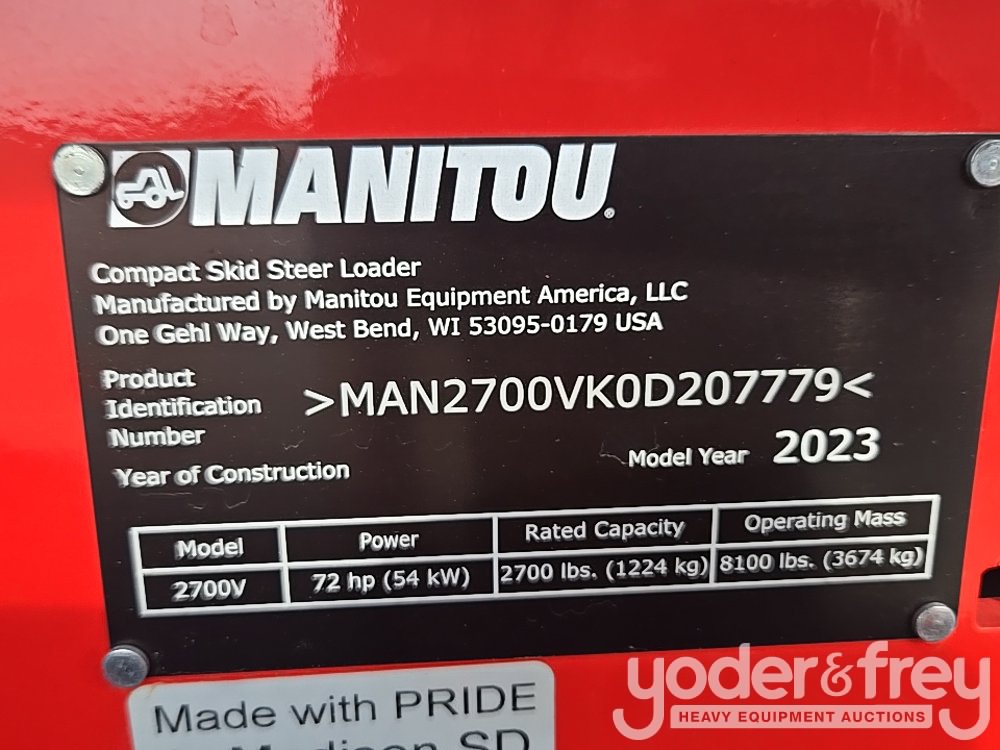 MANITOU®
Compact Skid Steer Loader
Manufactured by Manitou Equipment America, LLC
One Gehl Way, West Bend, WI 53095-0179 USA
Product
Identification
Number
>MAN2700VK0D207779<
Year of Construction
Model Year 2023
Model Power Rated Capacity Operating Mass
2700V 72 hp (54 kW) 2700 lbs. (1224 kg) 8100 lbs. (3674 kg)
Made with PRIDE
Madison SD
yoder&frey
HEAVY EQUIPMENT AUCTIONS